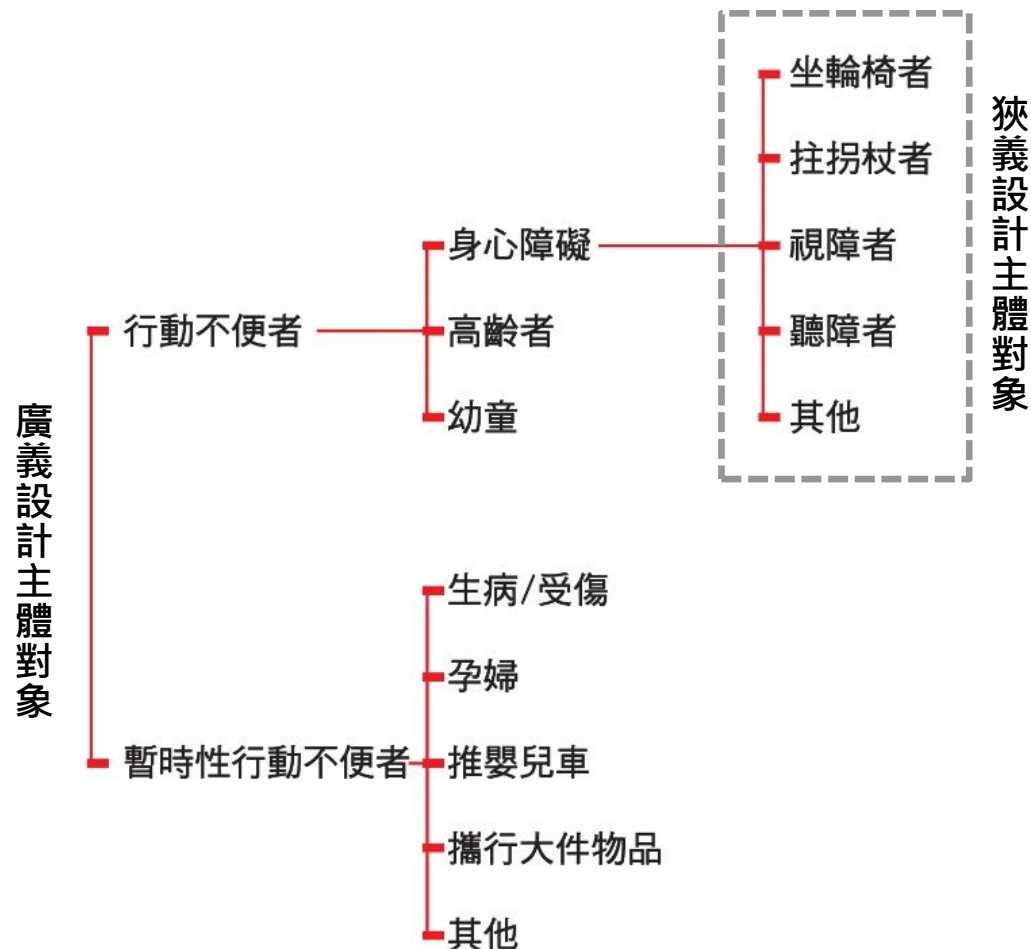 廣義設計主體對象
行動不便者
身心障礙
坐輪椅者
拄拐杖者
視障者
聽障者
其他
狹義設計主體對象
高齡者
幼童
暫時性行動不便者
生病/受傷
孕婦
推嬰兒車
攜行大件物品
其他